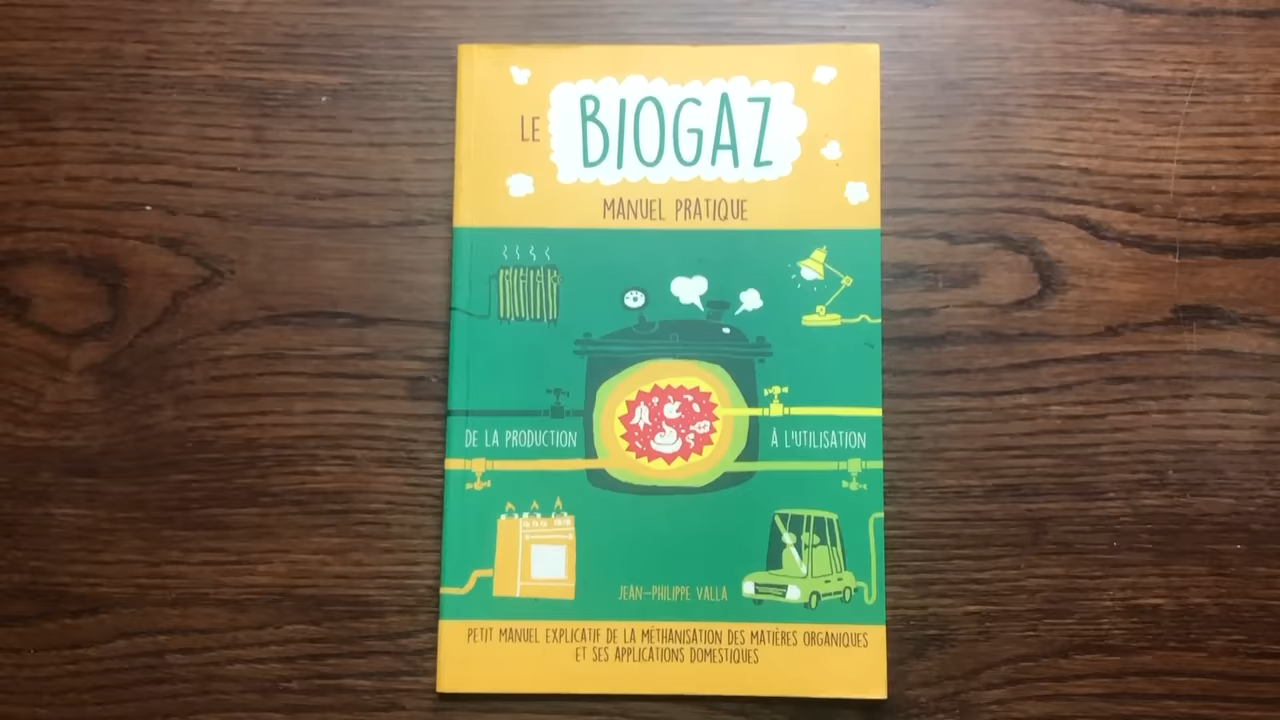 LE BIOGAZ
MANUEL PRATIQUE
DE LA PRODUCTION
À L'UTILISATION
JEAN-PHILIPPE VALLA
PETIT MANUEL EXPLICATIF DE LA MÉTHANISATION DES MATIÈRES ORGANIQUES
ET SES APPLICATIONS DOMESTIQUES